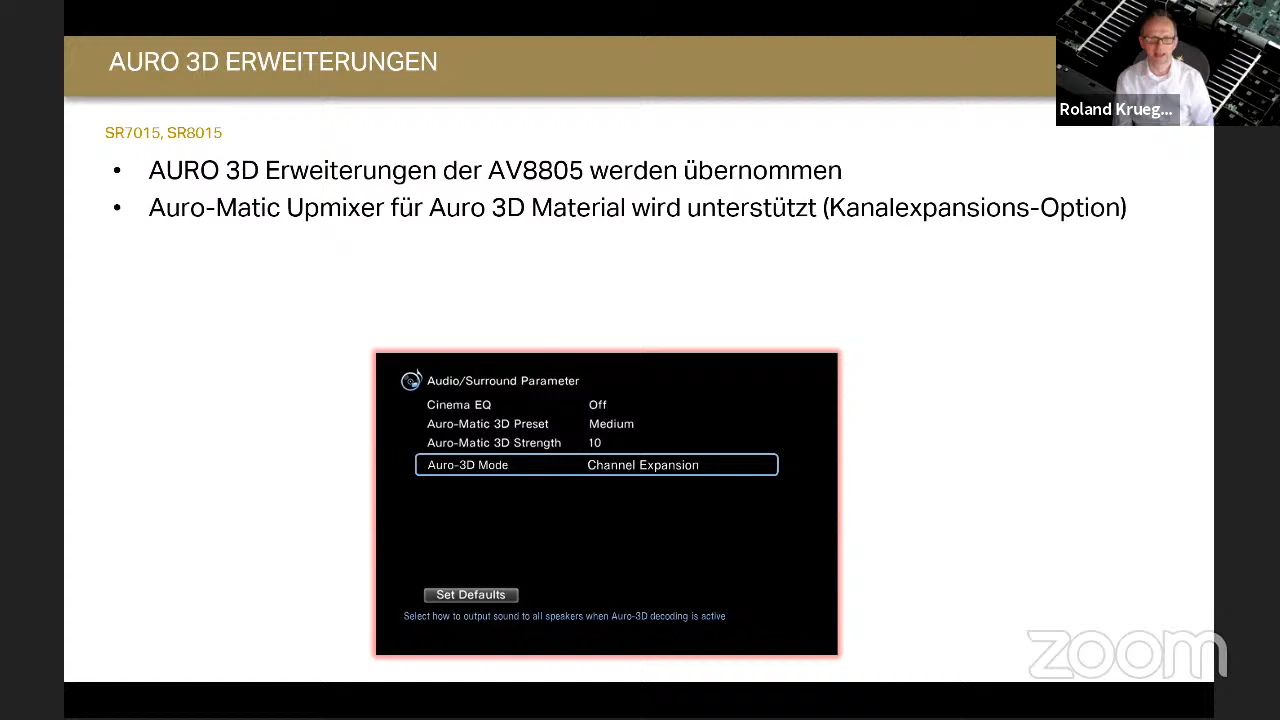 AURO 3D ERWEITERUNGEN
Roland Krueg...
SR7015, SR8015
• AURO 3D Erweiterungen der AV8805 werden übernommen
• Auro-Matic Upmixer für Auro 3D Material wird unterstützt (Kanalexpansions-Option)
Audio/Surround Parameter
Cinema EQ Off
Auro-Matic 3D Preset Medium
Auro-Matic 3D Strength 10
Auro-3D Mode Channel Expansion
Set Defaults
Select how to output sound to all speakers when Auro-3D decoding is active
zoom